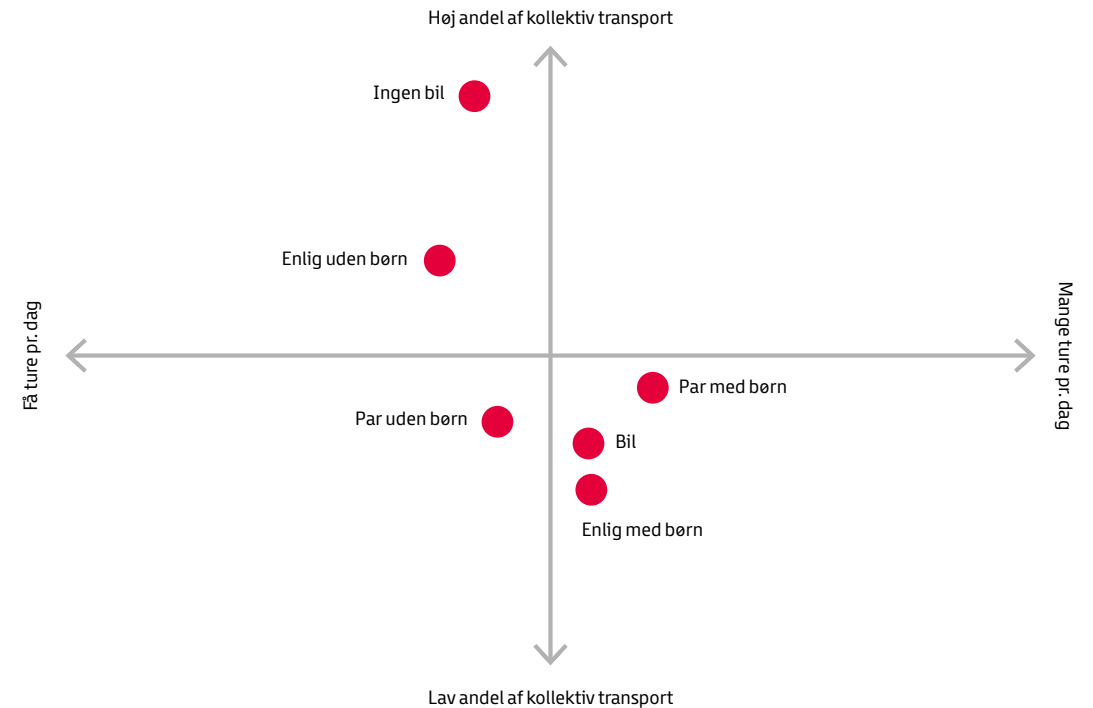 Høj andel af kollektiv transport
Ingen bil
Enlig uden børn
Få ture pr. dag
Mange ture pr. dag
Par med børn
Par uden børn
Bil
Enlig med børn
Lav andel af kollektiv transport